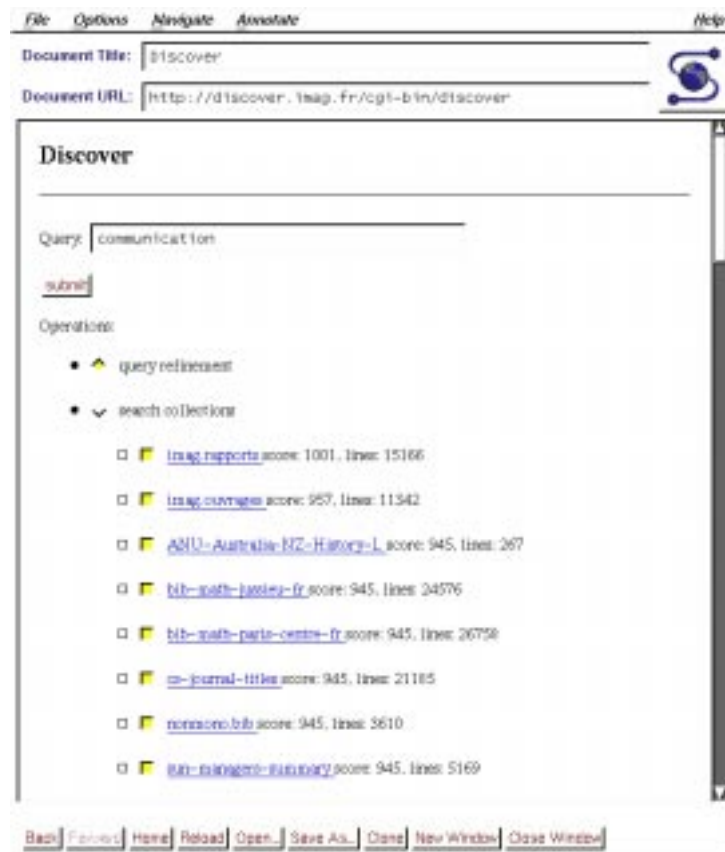 File Options Navigate Annotate Help
Document Title: Discover
Document URL: http://discover.imag.fr/cgi-bin/discover
Discover
Query: communication
submit
Operations:
query refinement
search collections
imag.rapports score: 1001, lines: 15166
imag.ouvrages score: 957, lines: 11342
ANU-Australia-NZ-History-L score: 945, lines: 267
bib-math-jussieu-fr score: 945, lines: 24576
bib-math-paris-centre-fr score: 945, lines: 26758
cs-journal-titles score: 945, lines: 21185
nonmono.bib score: 945, lines: 3610
sun-managers-summary score: 945, lines: 5169
Back Forward Home Reload Open... Save As... Clone New Window Close Window